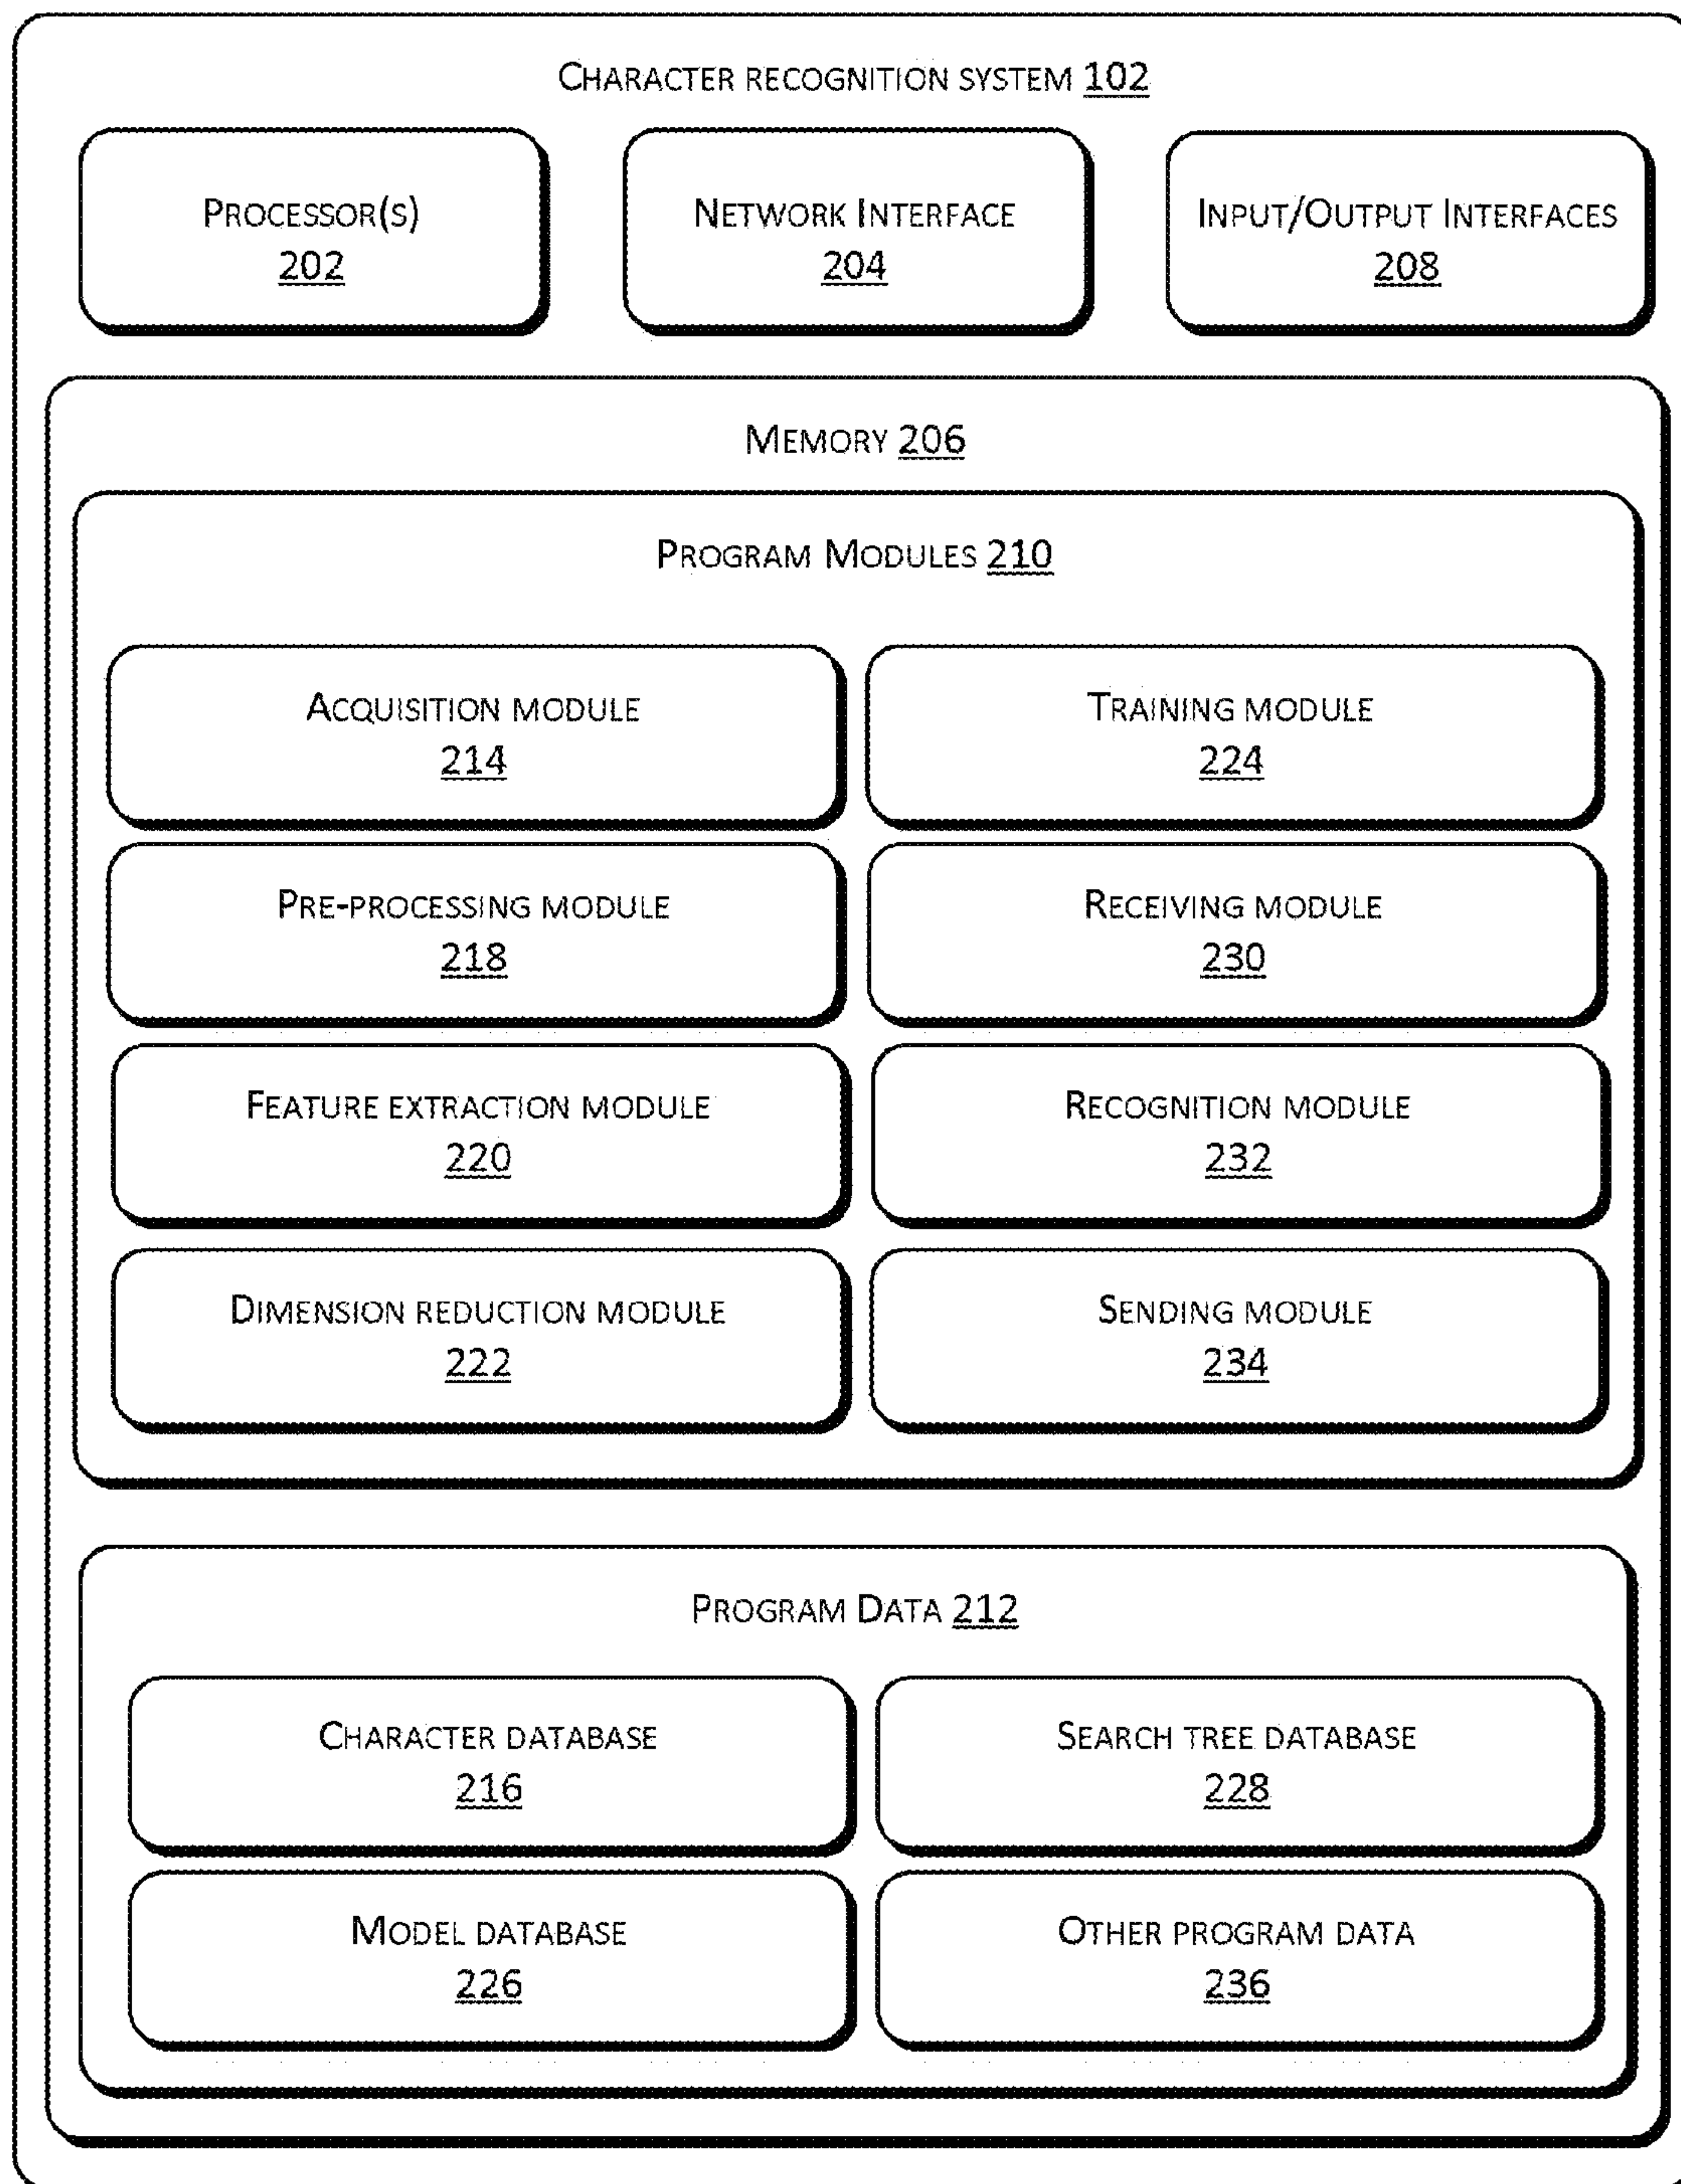 CHARACTER RECOGNITION SYSTEM 102
PROCESSOR(S)
202
NETWORK INTERFACE
204
INPUT/OUTPUT INTERFACES
208
MEMORY 206
PROGRAM MODULES 210
ACQUISITION MODULE
214
TRAINING MODULE
224
PRE-PROCESSING MODULE
218
RECEIVING MODULE
230
FEATURE EXTRACTION MODULE
220
RECOGNITION MODULE
232
DIMENSION REDUCTION MODULE
222
SENDING MODULE
234
PROGRAM DATA 212
CHARACTER DATABASE
216
SEARCH TREE DATABASE
228
MODEL DATABASE
226
OTHER PROGRAM DATA
236